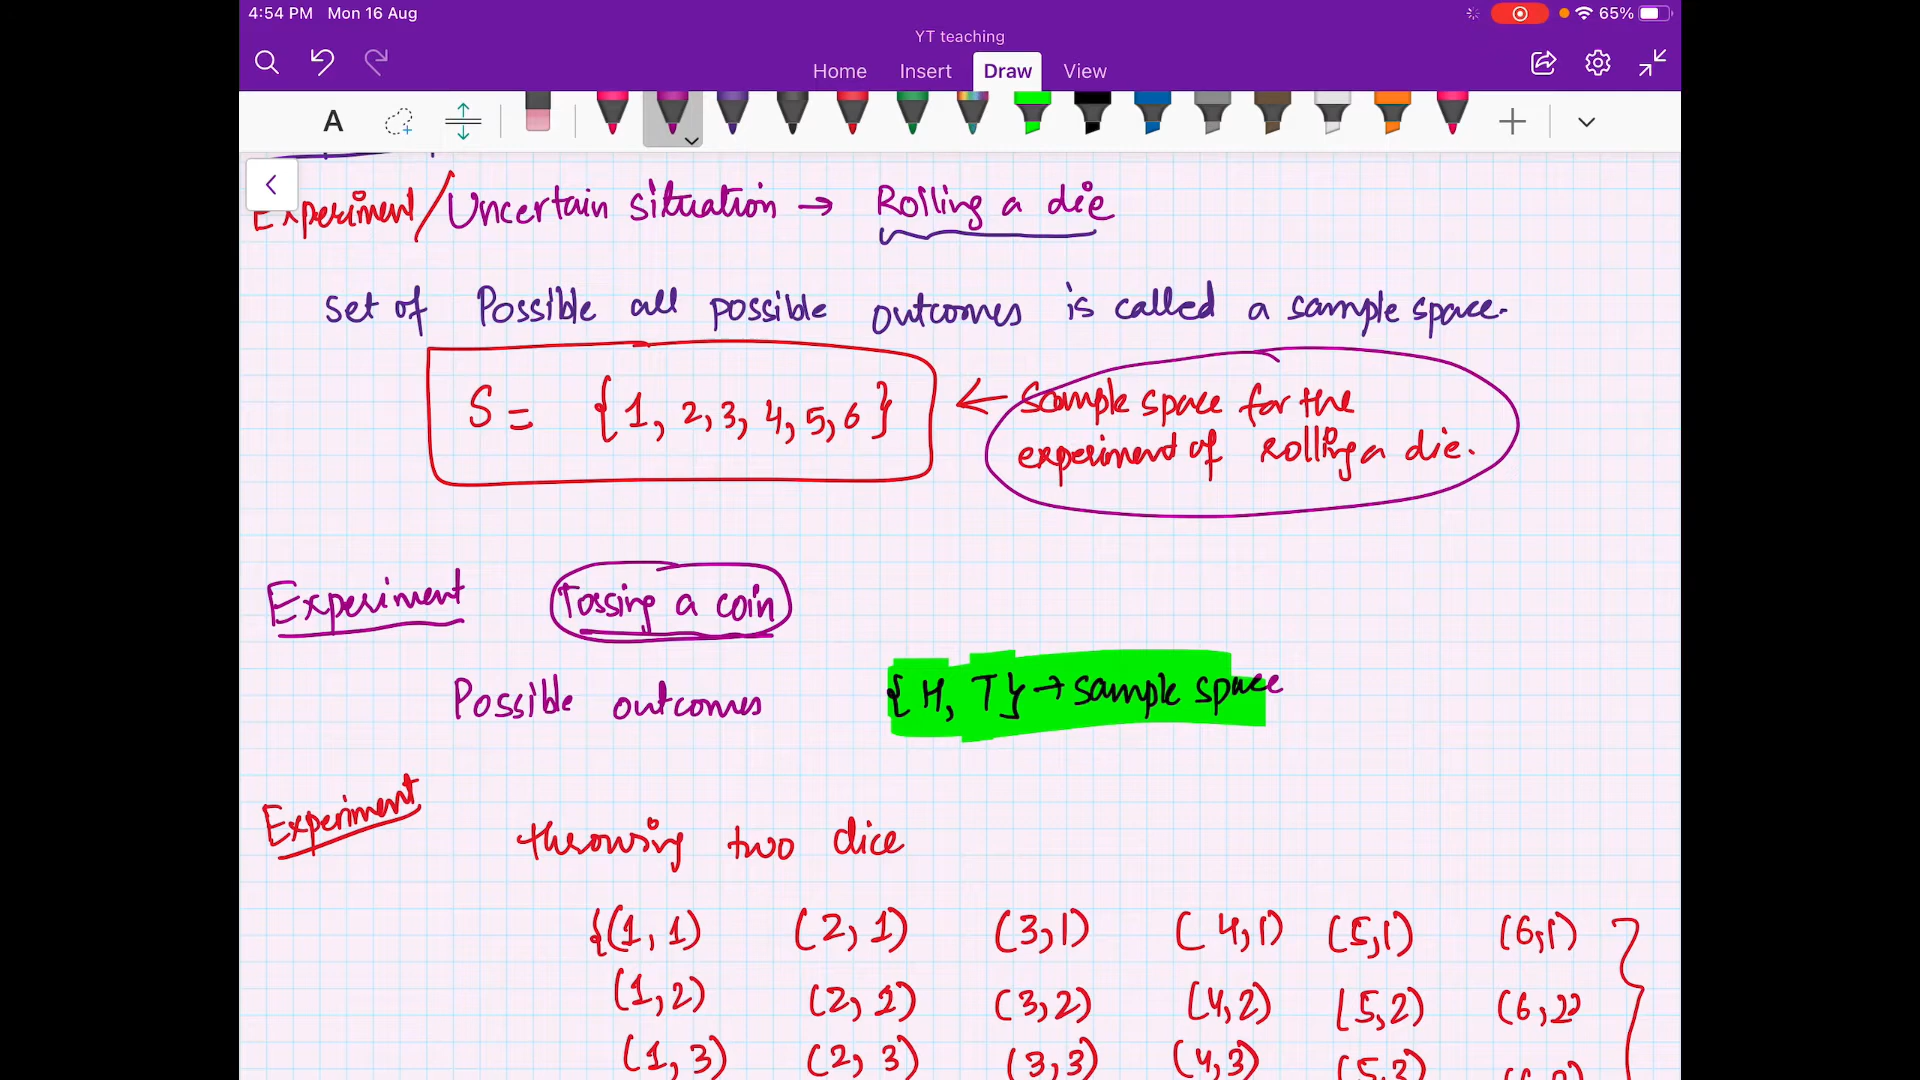 4:54 PM Mon 16 Aug
65%
YT teaching
Home Insert Draw View
A
Experiment/Uncertain situation → Rolling a die
set of Possible all possible outcomes is called a sample space.
S = {1, 2, 3, 4, 5, 6} ← Sample space for the
experiment of rolling a die.
Experiment Tossing a coin
Possible outcomes {H, T} → sample space
Experiment
throwing two dice
{(1, 1) (2, 1) (3, 1) (4, 1) (5, 1) (6, 1)
(1, 2) (2, 2) (3, 2) (4, 2) (5, 2) (6, 2)
(1, 3) (2, 3) (3, 3) (4, 3) (5, 3)